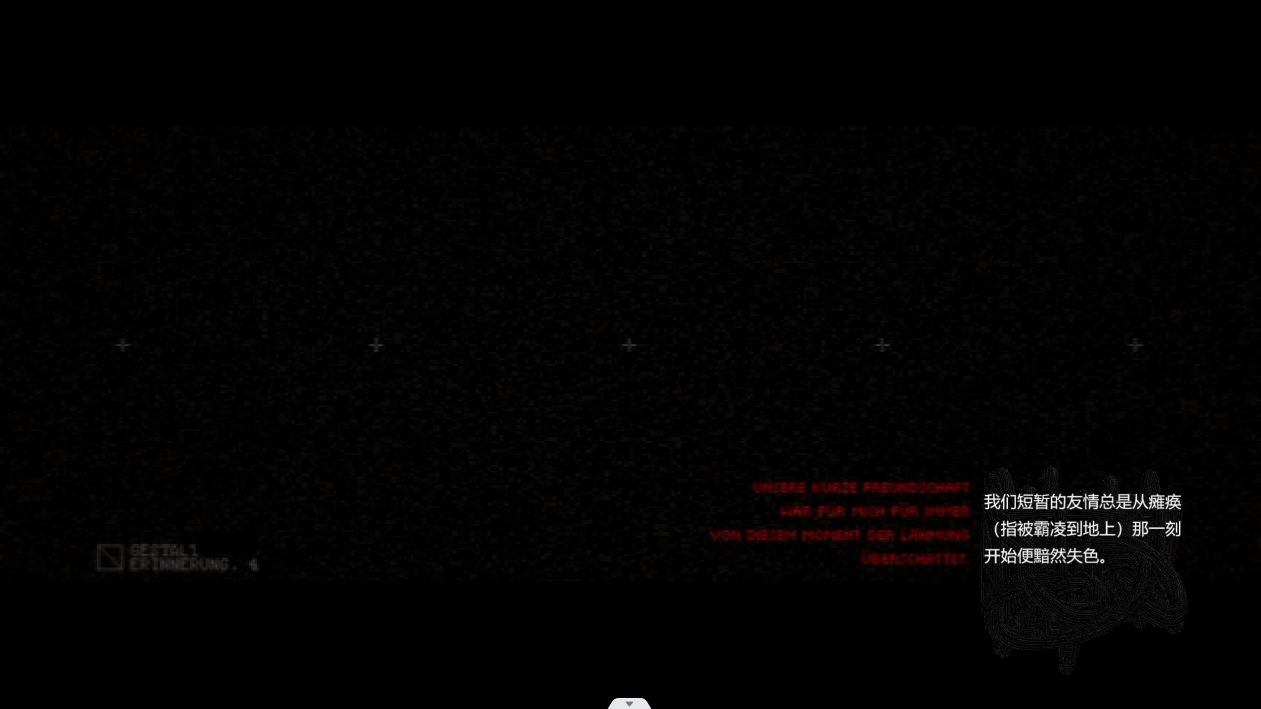 UNSERE KURZE FREUNDSCHAFT
WAR FÜR MICH FÜR IMMER
VON DIESEM MOMENT DER LÄHMUNG
ÜBERSCHATTET.
我们短暂的友情总是从瘫痪
（指被霸凌到地上）那一刻
开始便黯然失色。
GESTALT
ERINNERUNG. 4